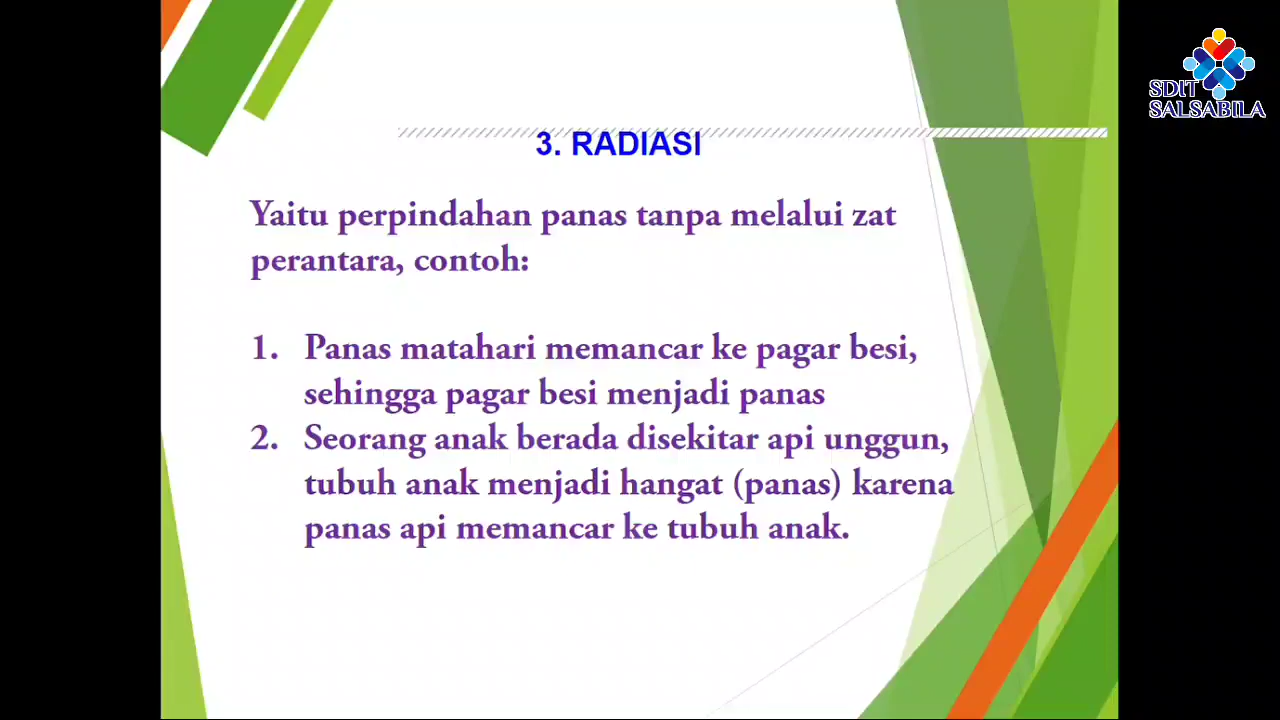 SDIT
SALSABILA
3. RADIASI
Yaitu perpindahan panas tanpa melalui zat
perantara, contoh:
1. Panas matahari memancar ke pagar besi,
sehingga pagar besi menjadi panas
2. Seorang anak berada disekitar api unggun,
tubuh anak menjadi hangat (panas) karena
panas api memancar ke tubuh anak.